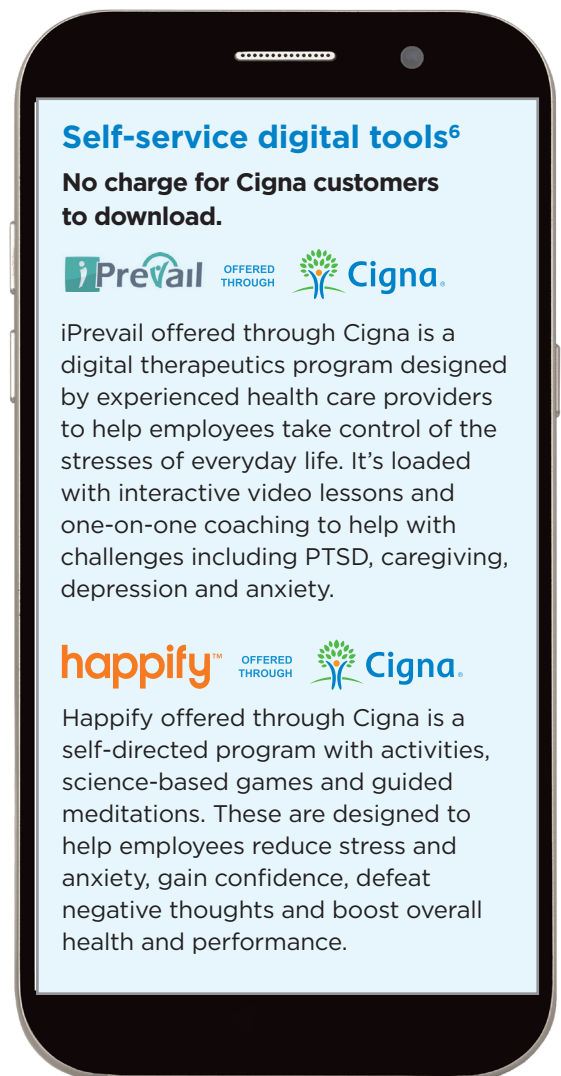 Self-service digital tools⁶
No charge for Cigna customers
to download.
iPrevail OFFERED THROUGH Cigna®
iPrevail offered through Cigna is a
digital therapeutics program designed
by experienced health care providers
to help employees take control of the
stresses of everyday life. It’s loaded
with interactive video lessons and
one-on-one coaching to help with
challenges including PTSD, caregiving,
depression and anxiety.
happify™ OFFERED THROUGH Cigna®
Happify offered through Cigna is a
self-directed program with activities,
science-based games and guided
meditations. These are designed to
help employees reduce stress and
anxiety, gain confidence, defeat
negative thoughts and boost overall
health and performance.